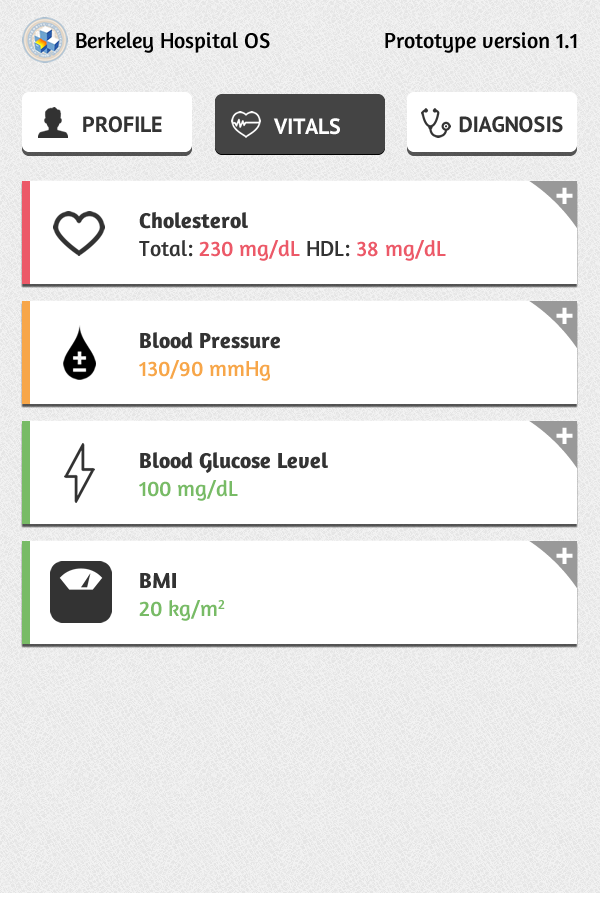 Berkeley Hospital OS Prototype version 1.1
PROFILE VITALS DIAGNOSIS
Cholesterol
Total: 230 mg/dL HDL: 38 mg/dL
Blood Pressure
130/90 mmHg
Blood Glucose Level
100 mg/dL
BMI
20 kg/m²